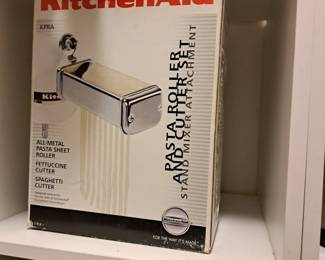 KitchenAid
KPRA
Kit
ALL-METAL
PASTA SHEET
ROLLER
FETTUCCINE
CUTTER
SPAGHETTI
CUTTER
PASTA ROLLER
AND CUTTER SET
STAND MIXER ATTACHMENT
FOR THE WAY IT'S MADE.